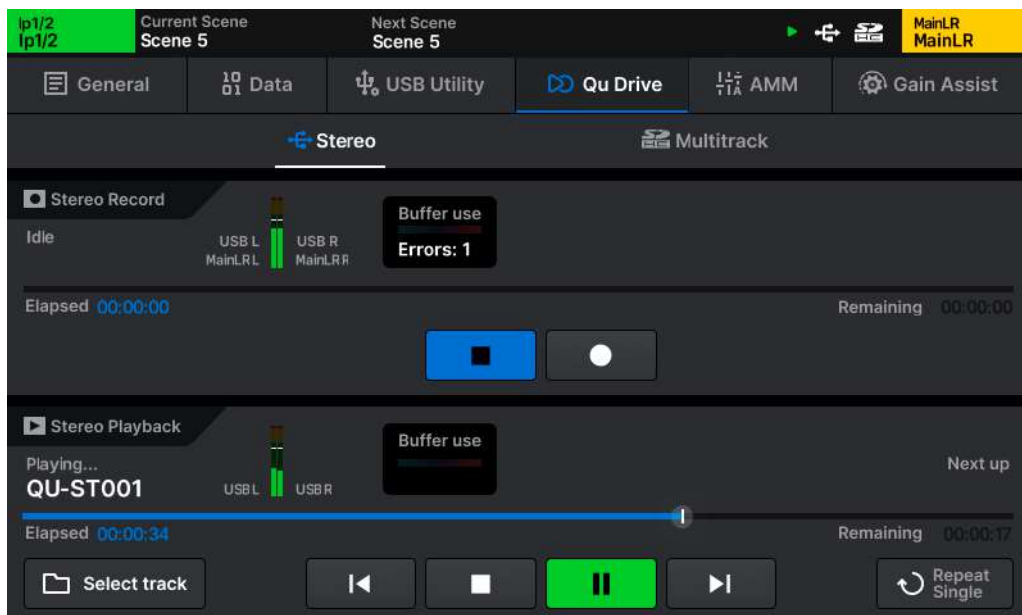 Ip1/2
Ip1/2
Current Scene
Scene 5
Next Scene
Scene 5
MainLR
MainLR
General
Data
USB Utility
Qu Drive
AMM
Gain Assist
Stereo
Multitrack
Stereo Record
Idle
USB L
MainLR L
USB R
MainLR R
Buffer use
Errors: 1
Elapsed 00:00:00
Remaining 00:00:00
Stereo Playback
Playing...
QU-ST001
USB L
USB R
Buffer use
Next up
Elapsed 00:00:34
Remaining 00:00:17
Select track
Repeat
Single